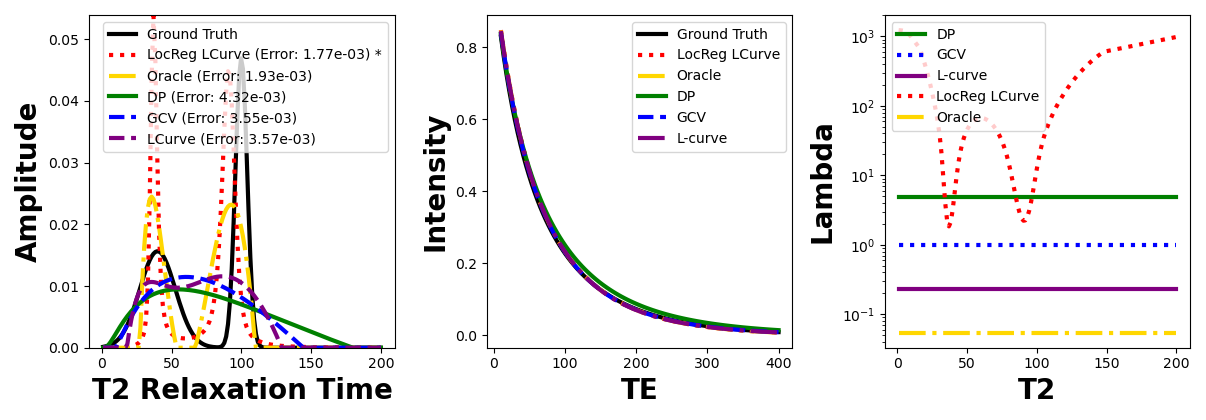 Amplitude
0.05
0.04
0.03
0.02
0.01
0.00
Ground Truth
LocReg LCurve (Error: 1.77e-03) *
Oracle (Error: 1.93e-03)
DP (Error: 4.32e-03)
GCV (Error: 3.55e-03)
LCurve (Error: 3.57e-03)
0 50 100 150 200
T2 Relaxation Time
Intensity
0.8
0.6
0.4
0.2
0.0
Ground Truth
LocReg LCurve
Oracle
DP
GCV
L-curve
0 100 200 300 400
TE
Lambda
10³
10²
10¹
10⁰
10⁻¹
DP
GCV
L-curve
LocReg LCurve
Oracle
0 50 100 150 200
T2